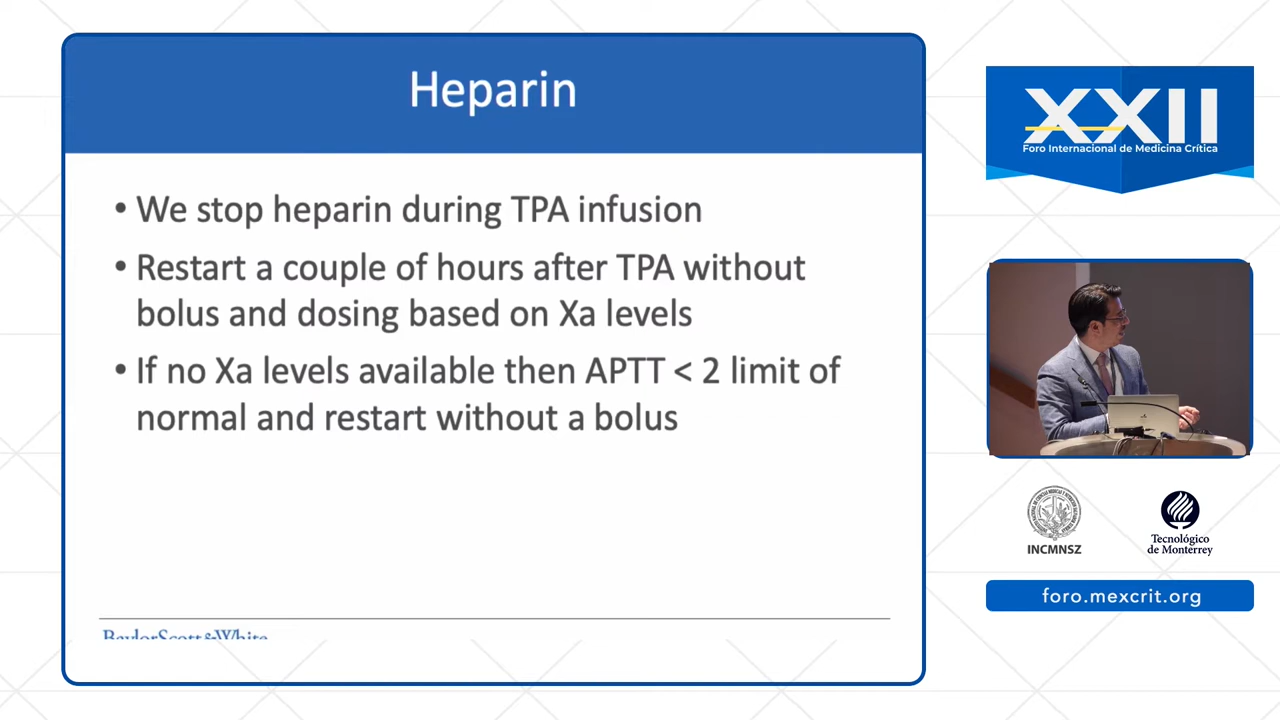 Heparin
• We stop heparin during TPA infusion
• Restart a couple of hours after TPA without
bolus and dosing based on Xa levels
• If no Xa levels available then APTT < 2 limit of
normal and restart without a bolus
BaylorScott&White
XXII
Foro Internacional de Medicina Crítica
INCMNSZ
Tecnológico
de Monterrey
foro.mexcrit.org